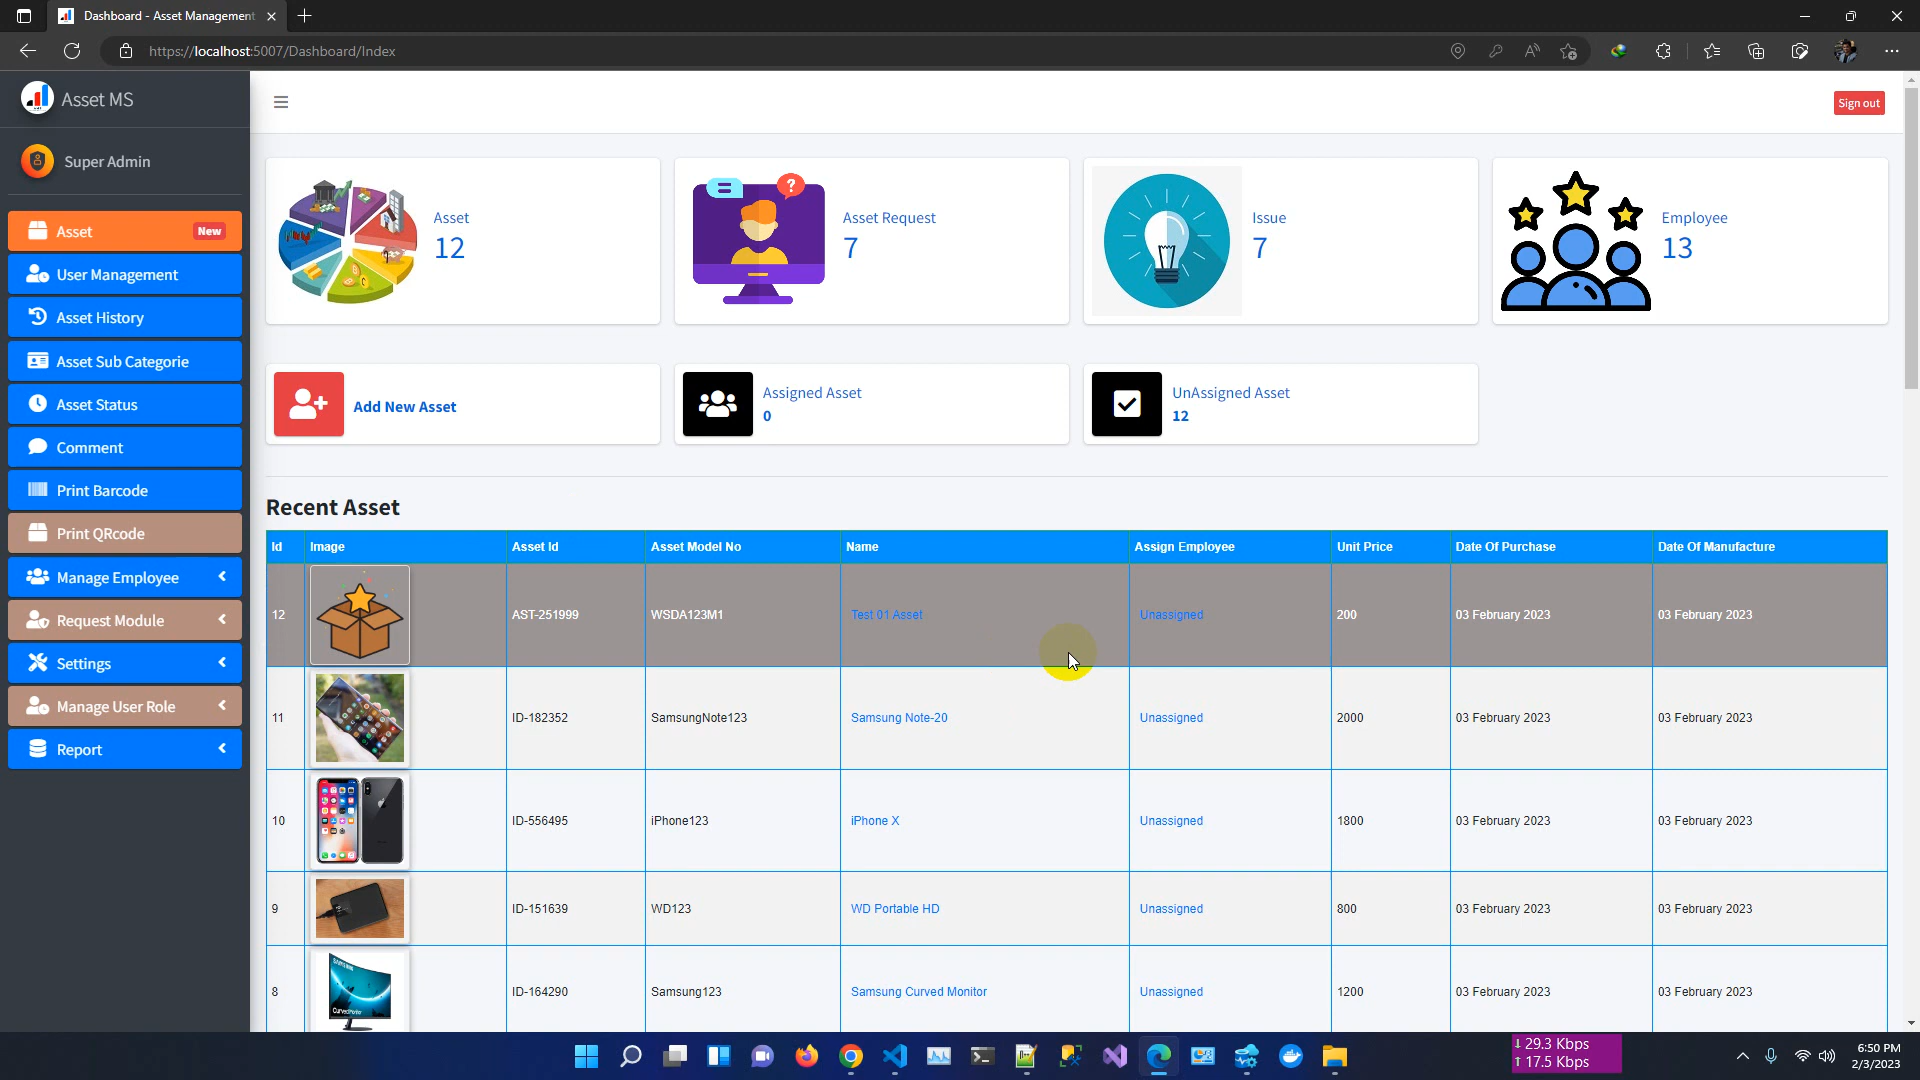 Dashboard - Asset Management
https://localhost:5007/Dashboard/Index
Asset MS
Sign out
Super Admin
Asset New
User Management
Asset History
Asset Sub Categorie
Asset Status
Comment
Print Barcode
Print QRcode
Manage Employee
Request Module
Settings
Manage User Role
Report
Asset
12
Asset Request
7
Issue
7
Employee
13
Add New Asset
Assigned Asset
0
UnAssigned Asset
12
Recent Asset
Id Image Asset Id Asset Model No Name Assign Employee Unit Price Date Of Purchase Date Of Manufacture
12 AST-251999 WSDA123M1 Test 01 Asset Unassigned 200 03 February 2023 03 February 2023
11 ID-182352 SamsungNote123 Samsung Note-20 Unassigned 2000 03 February 2023 03 February 2023
10 ID-556495 iPhone123 iPhone X Unassigned 1800 03 February 2023 03 February 2023
9 ID-151639 WD123 WD Portable HD Unassigned 800 03 February 2023 03 February 2023
8 ID-164290 Samsung123 Samsung Curved Monitor Unassigned 1200 03 February 2023 03 February 2023
29.3 Kbps
17.5 Kbps
6:50 PM
2/3/2023